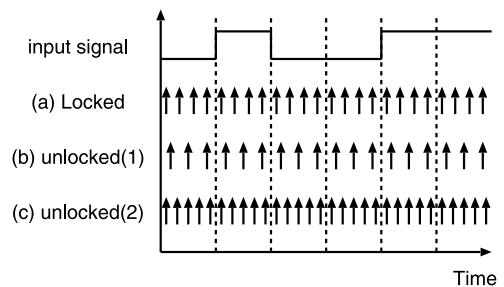 input signal
(a) Locked
(b) unlocked(1)
(c) unlocked(2)
Time